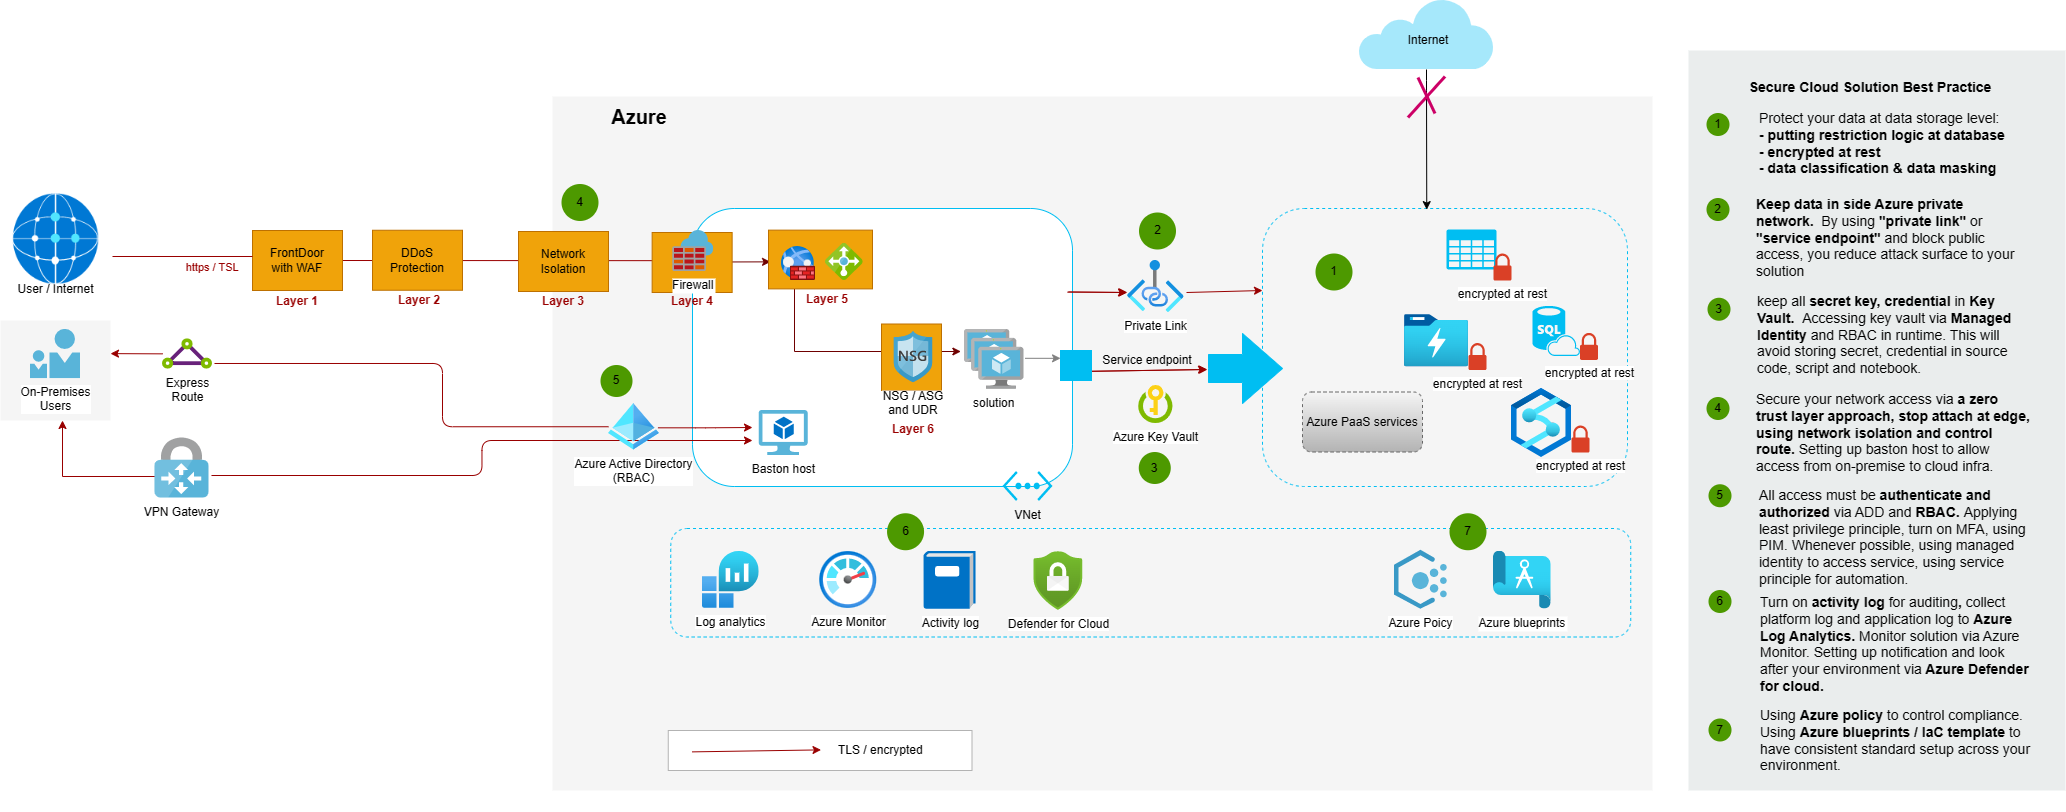 Internet
Azure
User / Internet
https / TSL
FrontDoor
with WAF
Layer 1
DDoS
Protection
Layer 2
4
Network
Isolation
Layer 3
Firewall
Layer 4
Layer 5
NSG
NSG / ASG
and UDR
Layer 6
solution
On-Premises
Users
Express
Route
VPN Gateway
5
Azure Active Directory
(RBAC)
Baston host
VNet
2
Private Link
Service endpoint
Azure Key Vault
3
1
encrypted at rest
encrypted at rest
SQL
encrypted at rest
Azure PaaS services
encrypted at rest
6
Log analytics
Azure Monitor
Activity log
Defender for Cloud
7
Azure Poicy
Azure blueprints
TLS / encrypted
Secure Cloud Solution Best Practice
1
Protect your data at data storage level:
- putting restriction logic at database
- encrypted at rest
- data classification & data masking
2
Keep data in side Azure private
network. By using "private link" or
"service endpoint" and block public
access, you reduce attack surface to your
solution
3
keep all secret key, credential in Key
Vault. Accessing key vault via Managed
Identity and RBAC in runtime. This will
avoid storing secret, credential in source
code, script and notebook.
4
Secure your network access via a zero
trust layer approach, stop attach at edge,
using network isolation and control
route. Setting up baston host to allow
access from on-premise to cloud infra.
5
All access must be authenticate and
authorized via ADD and RBAC. Applying
least privilege principle, turn on MFA, using
PIM. Whenever possible, using managed
identity to access service, using service
principle for automation.
6
Turn on activity log for auditing, collect
platform log and application log to Azure
Log Analytics. Monitor solution via Azure
Monitor. Setting up notification and look
after your environment via Azure Defender
for cloud.
7
Using Azure policy to control compliance.
Using Azure blueprints / IaC template to
have consistent standard setup across your
environment.